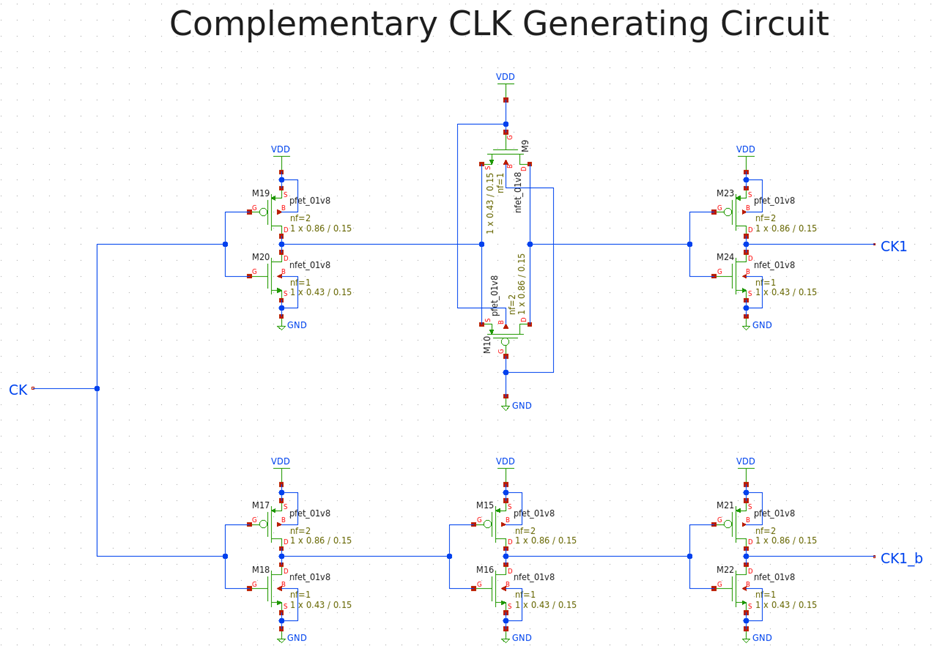 Complementary CLK Generating Circuit
VDD
G
M9
S
B
D
nf=1
1 x 0.43 / 0.15
nfet_01v8
VDD
M19
S
pfet_01v8
G
B
nf=2
D
1 x 0.86 / 0.15
M20
D
nfet_01v8
G
B
nf=1
S
1 x 0.43 / 0.15
GND
pfet_01v8
nf=2
1 x 0.86 / 0.15
S
B
D
M10
G
GND
VDD
M23
S
pfet_01v8
G
B
nf=2
D
1 x 0.86 / 0.15
CK1
M24
D
nfet_01v8
G
B
nf=1
S
1 x 0.43 / 0.15
GND
CK
VDD
M17
S
pfet_01v8
G
B
nf=2
D
1 x 0.86 / 0.15
M18
D
nfet_01v8
G
B
nf=1
S
1 x 0.43 / 0.15
GND
VDD
M15
S
pfet_01v8
G
B
nf=2
D
1 x 0.86 / 0.15
M16
D
nfet_01v8
G
B
nf=1
S
1 x 0.43 / 0.15
GND
VDD
M21
S
pfet_01v8
G
B
nf=2
D
1 x 0.86 / 0.15
CK1_b
M22
D
nfet_01v8
G
B
nf=1
S
1 x 0.43 / 0.15
GND